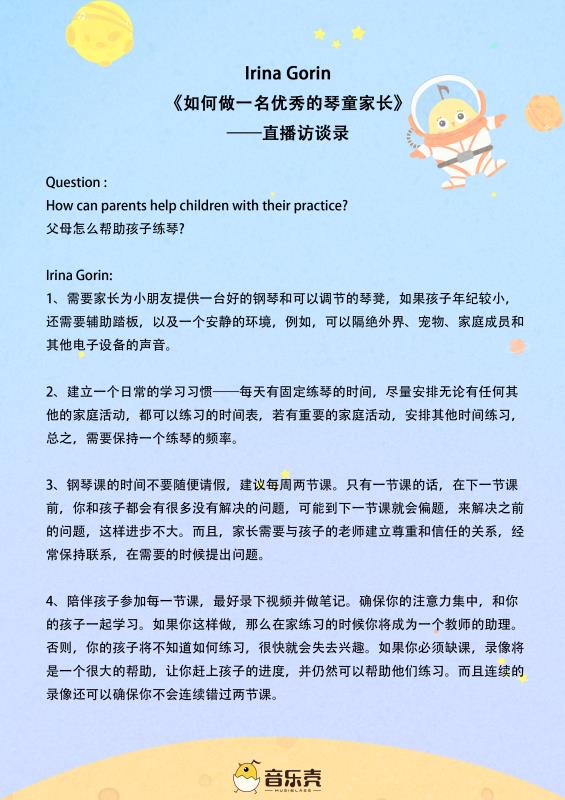 Irina Gorin
《如何做一名优秀的琴童家长》
——直播访谈录
Question :
How can parents help children with their practice?
父母怎么帮助孩子练琴?
Irina Gorin:
1、需要家长为小朋友提供一台好的钢琴和可以调节的琴凳，如果孩子年纪较小，
还需要辅助踏板，以及一个安静的环境，例如，可以隔绝外界、宠物、家庭成员和
其他电子设备的声音。
2、建立一个日常的学习习惯——每天有固定练琴的时间，尽量安排无论有任何其
他的家庭活动，都可以练习的时间表，若有重要的家庭活动，安排其他时间练习，
总之，需要保持一个练琴的频率。
3、钢琴课的时间不要随便请假，建议每周两节课。只有一节课的话，在下一节课
前，你和孩子都会有很多没有解决的问题，可能到下一节课就会偏题，来解决之前
的问题，这样进步不大。而且，家长需要与孩子的老师建立尊重和信任的关系，经
常保持联系，在需要的时候提出问题。
4、陪伴孩子参加每一节课，最好录下视频并做笔记。确保你的注意力集中，和你
的孩子一起学习。如果你这样做，那么在家练习的时候你将成为一个教师的助理。
否则，你的孩子将不知道如何练习，很快就会失去兴趣。如果你必须缺课，录像将
是一个很大的帮助，让你赶上孩子的进度，并仍然可以帮助他们练习。而且连续的
录像还可以确保你不会连续错过两节课。
音乐壳
MUSICLASS